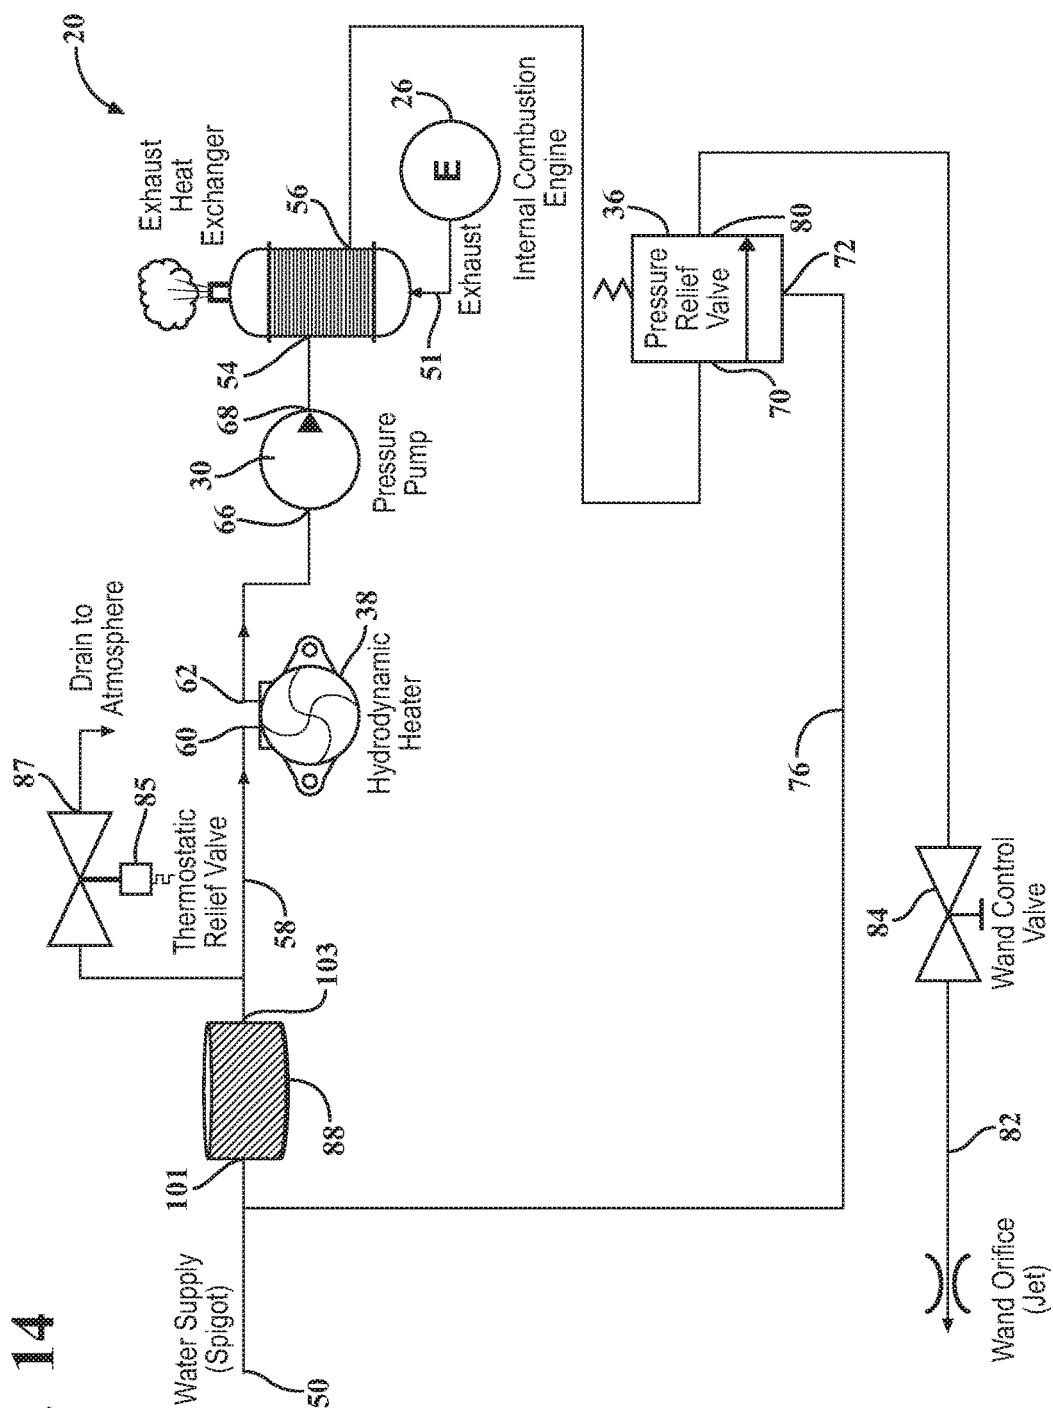 14
20
Exhaust
Heat
Exchanger
56
54
51
Exhaust
26
E
Internal Combustion
Engine
68
30
66
Pressure
Pump
Drain to
Atmosphere
87
85
Thermostatic
Relief Valve
62
60
38
Hydrodynamic
Heater
58
103
88
101
Water Supply
(Spigot)
50
36
Pressure
Relief
Valve
80
72
70
76
84
Wand Control
Valve
82
Wand Orifice
(Jet)